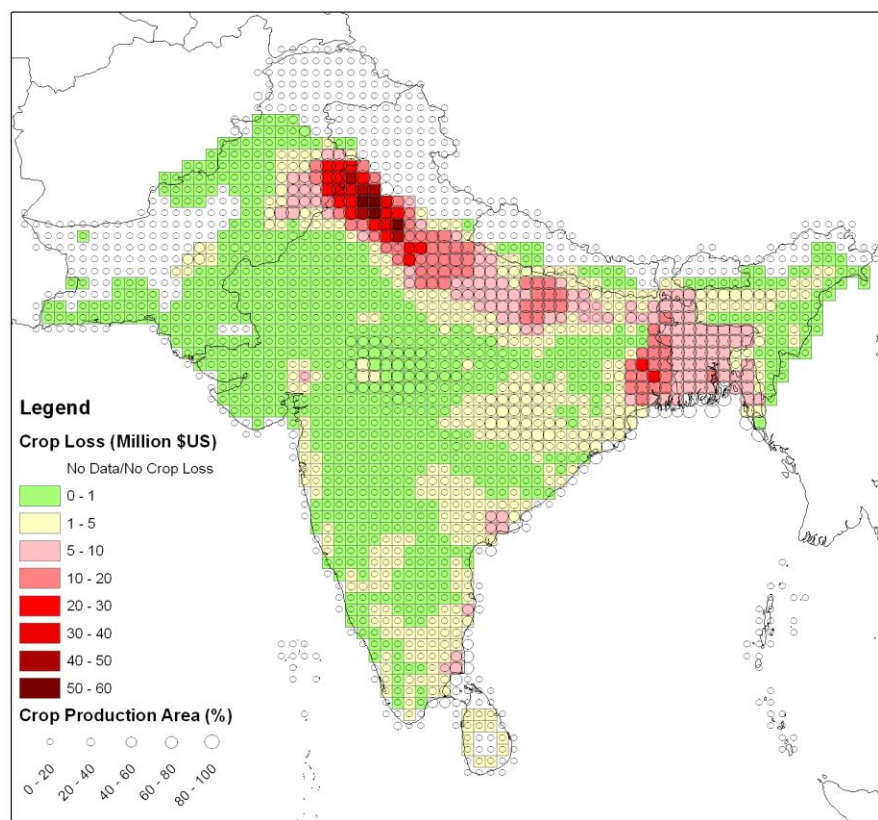 Legend
Crop Loss (Million $US)
No Data/No Crop Loss
0 - 1
1 - 5
5 - 10
10 - 20
20 - 30
30 - 40
40 - 50
50 - 60
Crop Production Area (%)
0 - 20
20 - 40
40 - 60
60 - 80
80 - 100